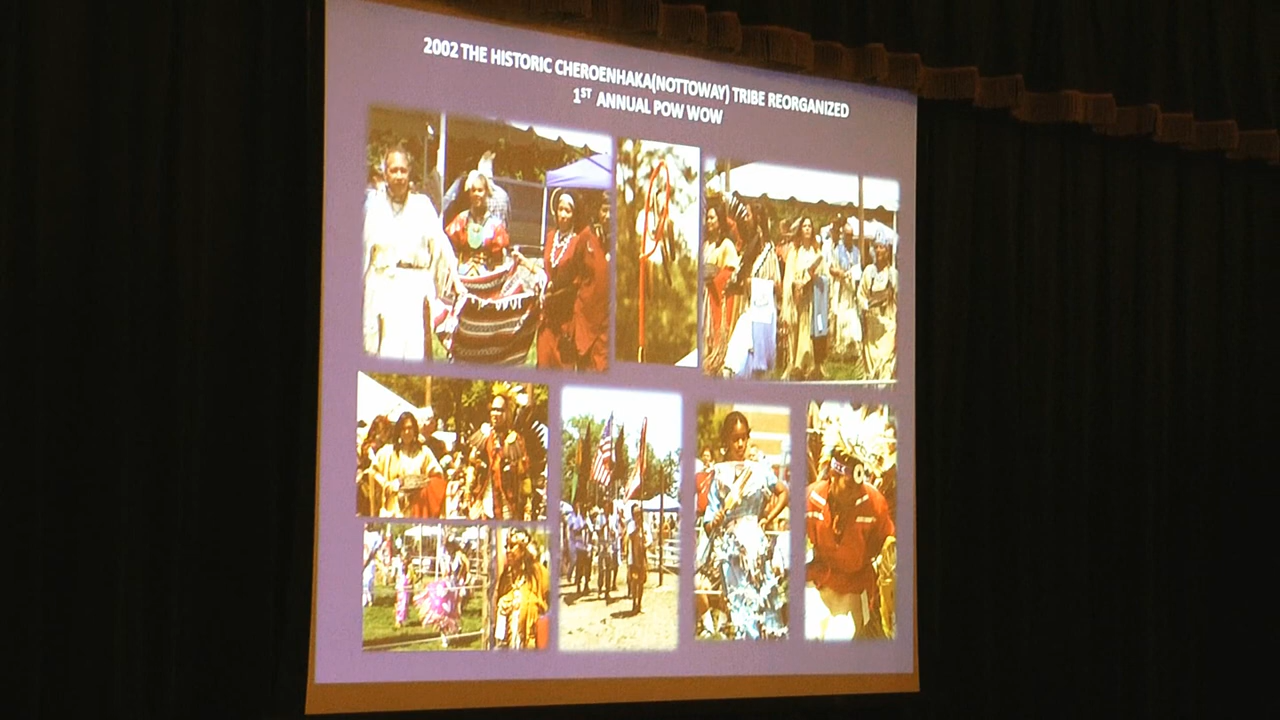 2002 THE HISTORIC CHEROENHAKA(NOTTOWAY) TRIBE REORGANIZED
1ST ANNUAL POW WOW